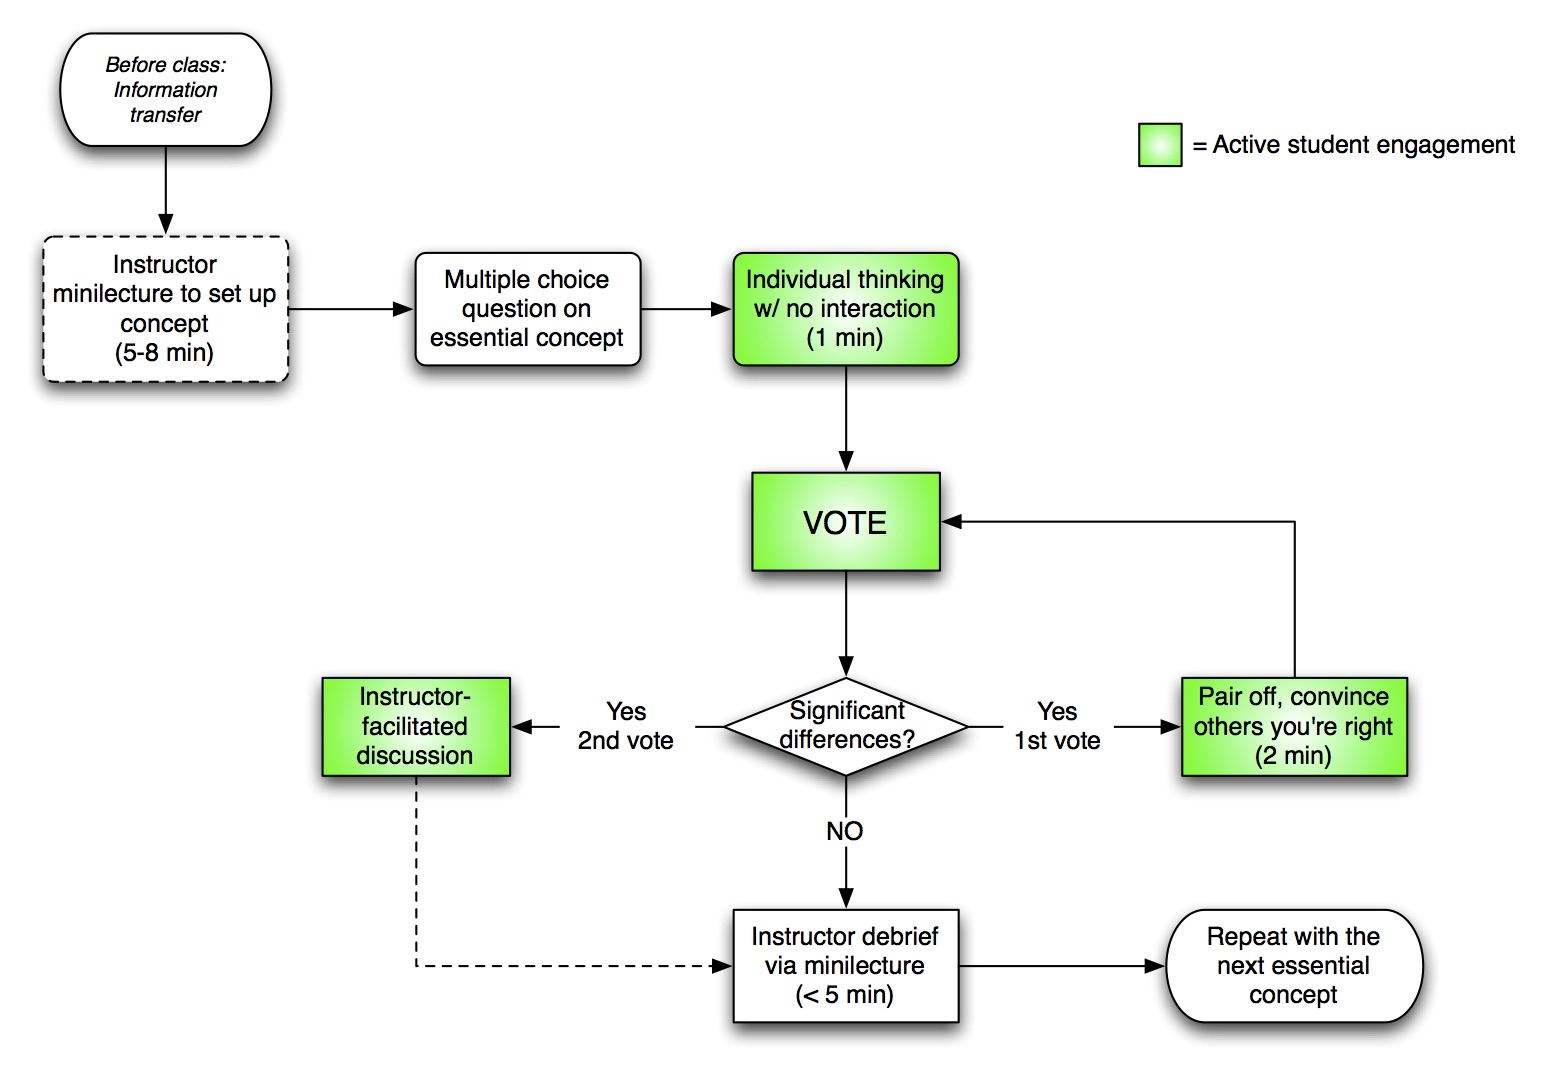 Before class:
Information
transfer
= Active student engagement
Instructor
minilecture to set up
concept
(5-8 min)
Multiple choice
question on
essential concept
Individual thinking
w/ no interaction
(1 min)
VOTE
Instructor-
facilitated
discussion
Yes
2nd vote
Significant
differences?
Yes
1st vote
Pair off, convince
others you're right
(2 min)
NO
Instructor debrief
via minilecture
(< 5 min)
Repeat with the
next essential
concept